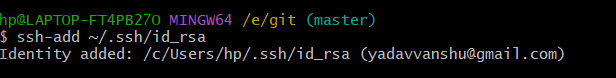 hp@LAPTOP-FT4PB27O MINGW64 /e/git (master)
$ ssh-add ~/.ssh/id_rsa
Identity added: /c/Users/hp/.ssh/id_rsa (yadavvanshu@gmail.com)